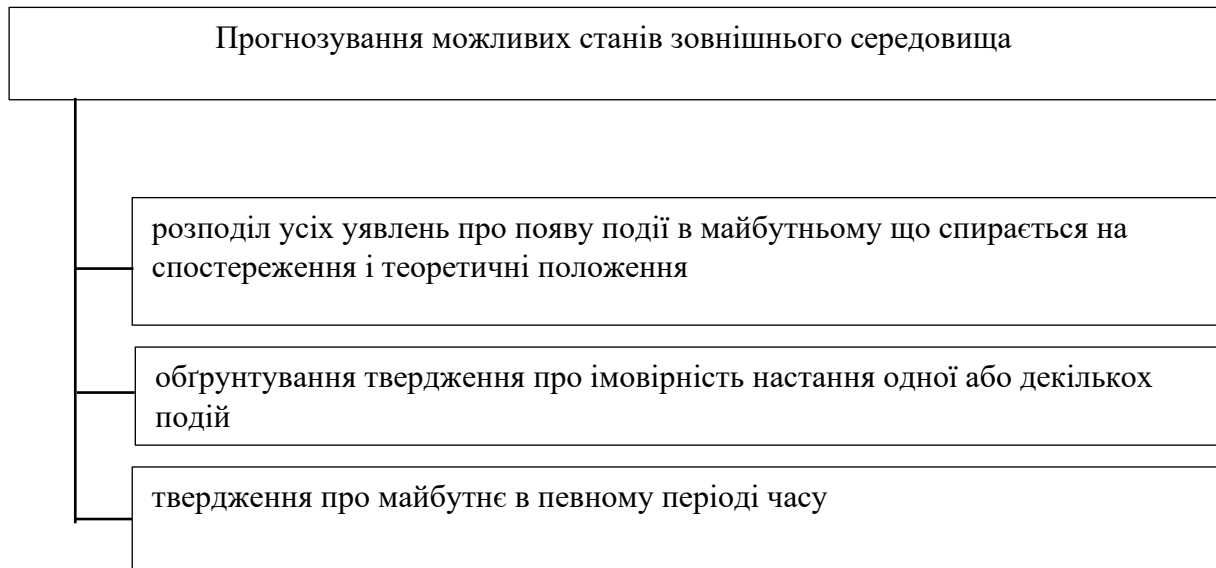 Прогнозування можливих станів зовнішнього середовища
розподіл усіх уявлень про появу події в майбутньому що спирається на
спостереження і теоретичні положення
обґрунтування твердження про імовірність настання одної або декількох
подій
твердження про майбутнє в певному періоді часу